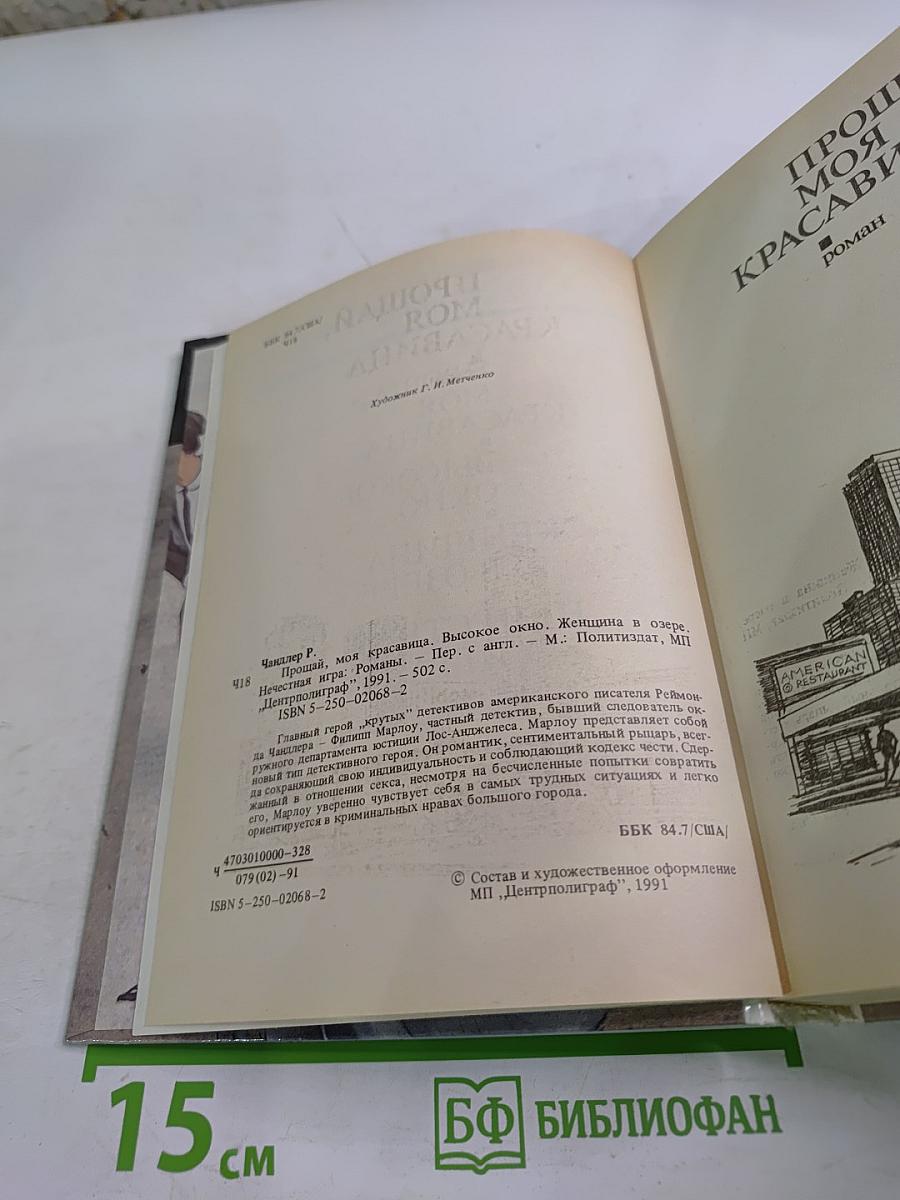 ББК 84.7/США/
Ч18
Художник Г. И. Метченко
Чандлер Р.
Ч18 Прощай, моя красавица. Высокое окно. Женщина в озере.
Нечестная игра: Романы. – Пер. с англ. – М.: Политиздат, МП
„Центрполиграф”, 1991. – 502 с.
ISBN 5–250–02068–2
Главный герой „крутых” детективов американского писателя Реймон-
да Чандлера – Филипп Марлоу, частный детектив, бывший следователь ок-
ружного департамента юстиции Лос-Анджелеса. Марлоу представляет собой
новый тип детективного героя. Он романтик, сентиментальный рыцарь, всег-
да сохраняющий свою индивидуальность и соблюдающий кодекс чести. Сдер-
жанный в отношении секса, несмотря на бесчисленные попытки совратить
его, Марлоу уверенно чувствует себя в самых трудных ситуациях и легко
ориентируется в криминальных нравах большого города.
Ч 4703010000–328
079(02)–91
ББК 84.7/США/
ISBN 5–250–02068–2
© Состав и художественное оформление
МП „Центрполиграф”, 1991
ПРОЩ
МОЯ
КРАСАВИ
роман
AMERICAN
RESTAURANT
15 см
БФ БИБЛИОФАН